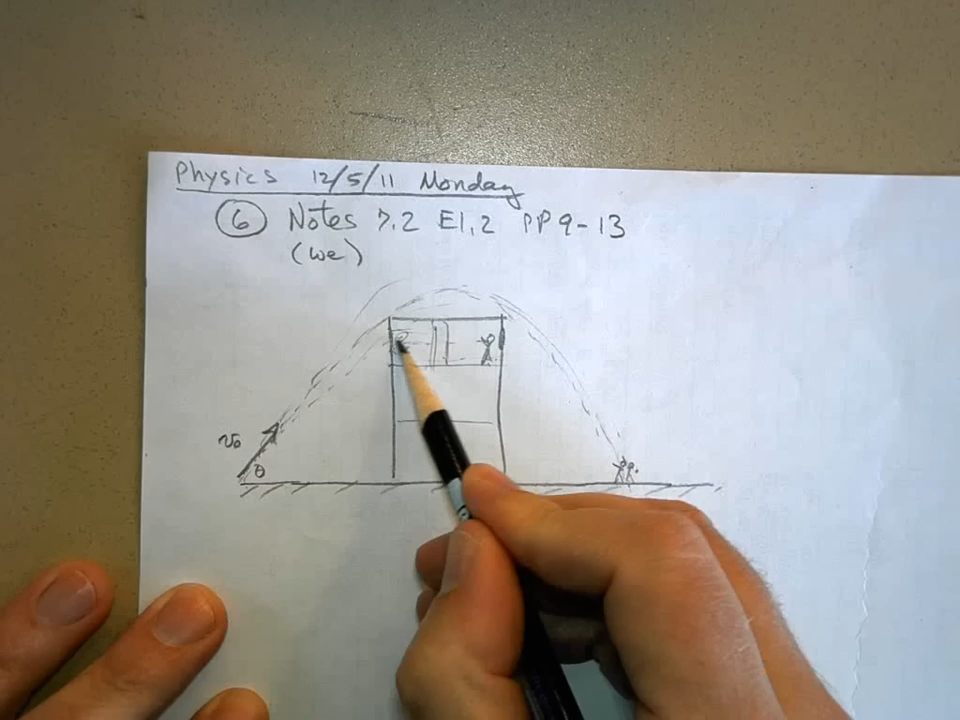 Physics 12/5/11 Monday
6 Notes 7.2 E1,2 PP 9-13
(we)
v₀
θ